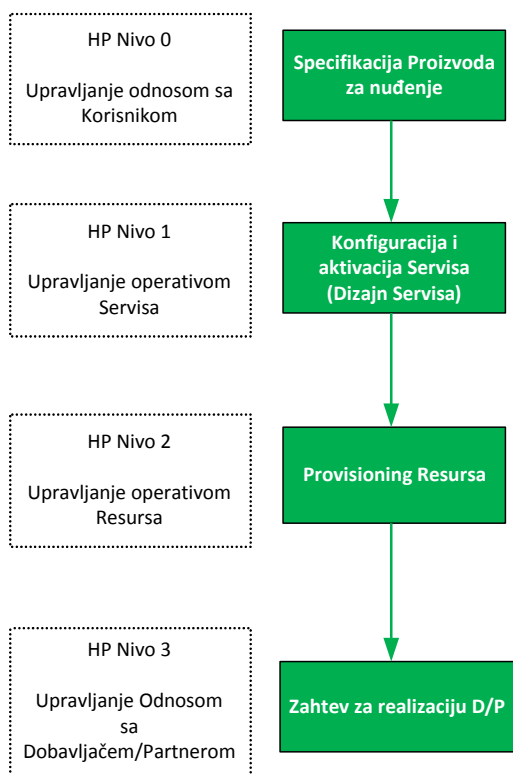 HP Nivo 0
Upravljanje odnosom sa
Korisnikom
Specifikacija Proizvoda
za nuđenje
HP Nivo 1
Upravljanje operativom
Servisa
Konfiguracija i
aktivacija Servisa
(Dizajn Servisa)
HP Nivo 2
Upravljanje operativom
Resursa
Provisioning Resursa
HP Nivo 3
Upravljanje Odnosom
sa
Dobavljačem/Partnerom
Zahtev za realizaciju D/P